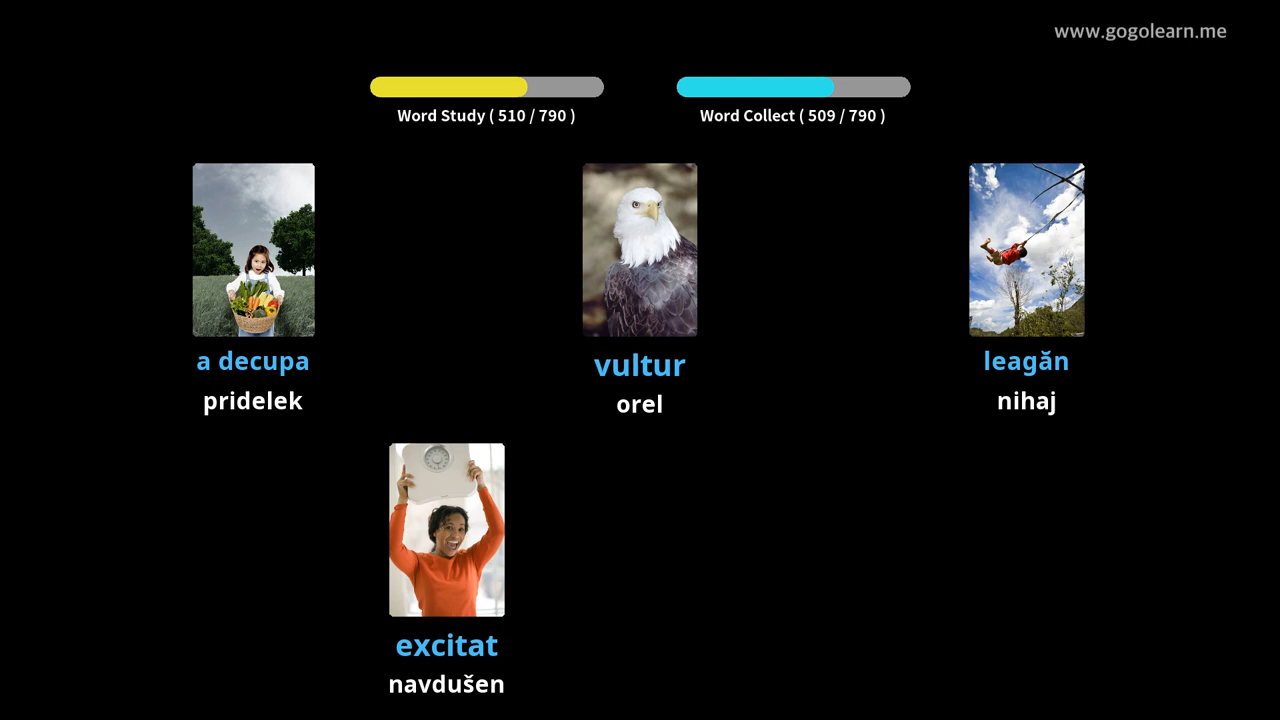 www.gogolearn.me
Word Study ( 510 / 790 )
Word Collect ( 509 / 790 )
a decupa
pridelek
vultur
orel
leagăn
nihaj
excitat
navdušen